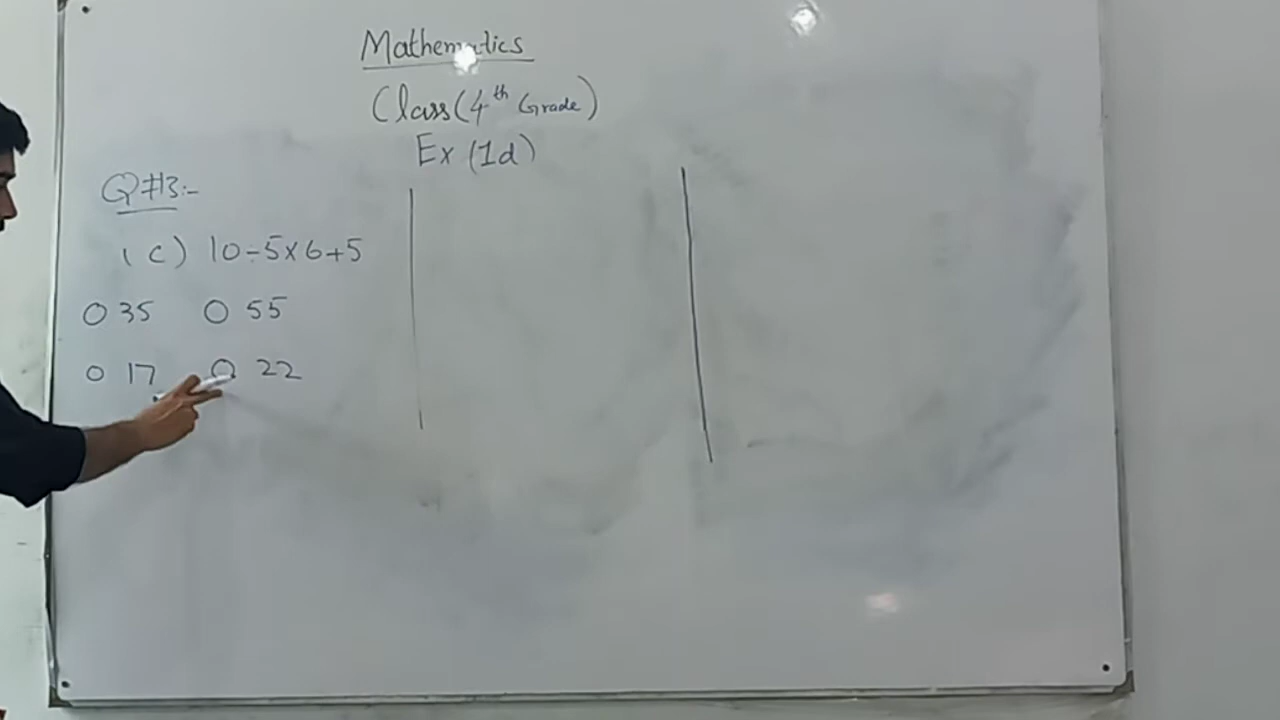 Mathematics
Class (4th Grade)
Ex (1d)
Q#3:-
(C) 10÷5×6+5
○ 35 ○ 55
○ 17 ○ 22